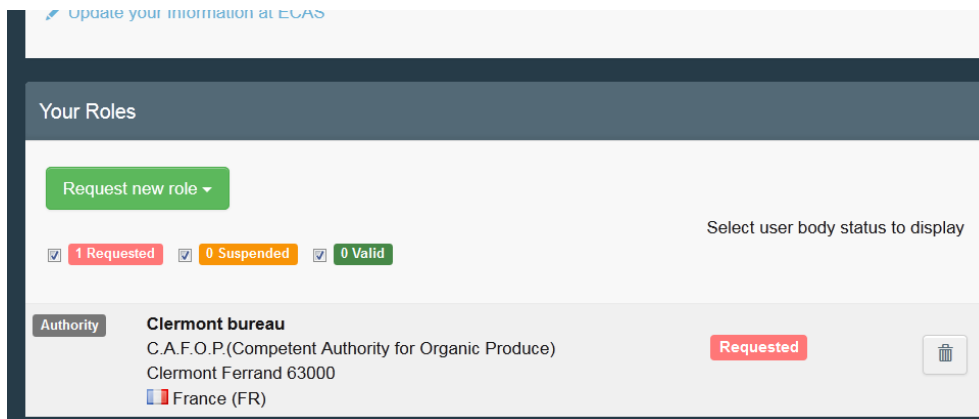 Update your information at ECAS
Your Roles
Request new role
Select user body status to display
1 Requested 0 Suspended 0 Valid
Authority Clermont bureau
C.A.F.O.P.(Competent Authority for Organic Produce) Requested
Clermont Ferrand 63000
France (FR)